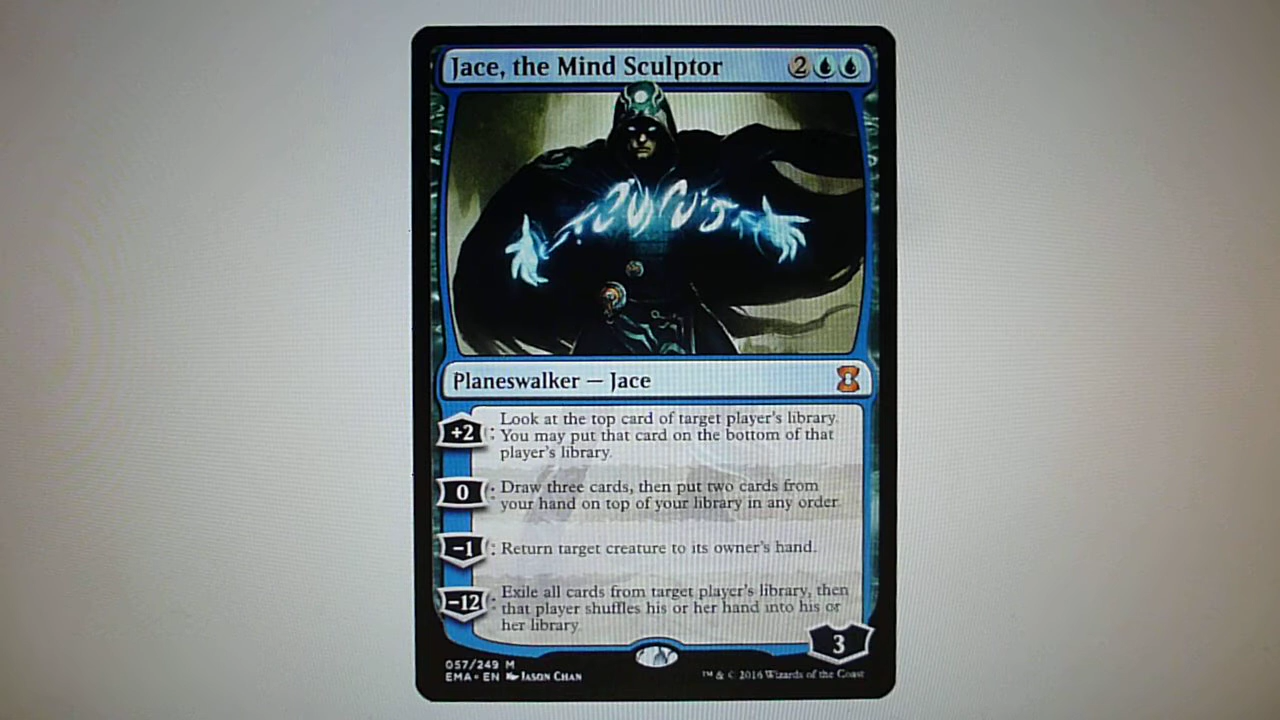 Jace, the Mind Sculptor 2
Planeswalker — Jace
+2: Look at the top card of target player's library.
You may put that card on the bottom of that
player's library.
0: Draw three cards, then put two cards from
your hand on top of your library in any order.
−1: Return target creature to its owner's hand.
−12: Exile all cards from target player's library, then
that player shuffles his or her hand into his or
her library.
3
057/249 M
EMA • EN Jason Chan
™ & © 2016 Wizards of the Coast